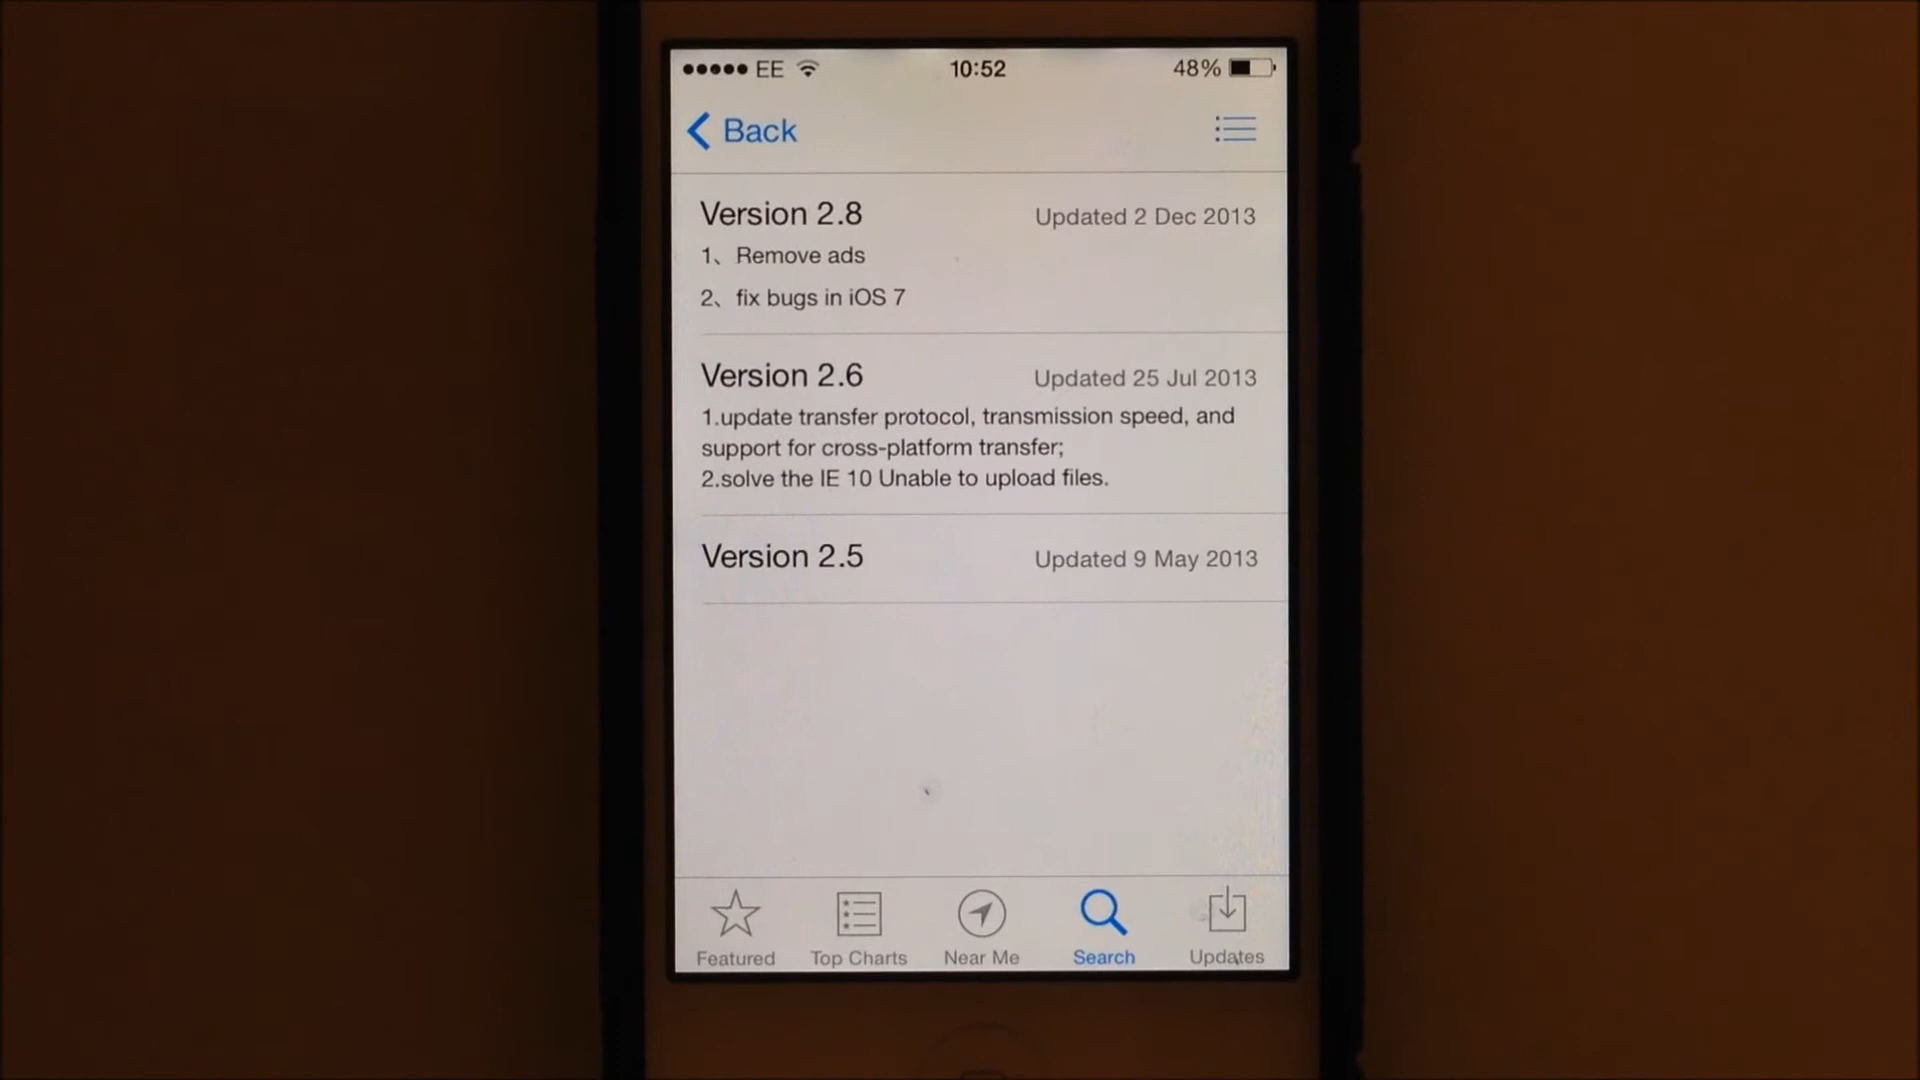 EE 10:52 48%
Back
Version 2.8 Updated 2 Dec 2013
1、 Remove ads
2、 fix bugs in iOS 7
Version 2.6 Updated 25 Jul 2013
1.update transfer protocol, transmission speed, and
support for cross-platform transfer;
2.solve the IE 10 Unable to upload files.
Version 2.5 Updated 9 May 2013
Featured Top Charts Near Me Search Updates